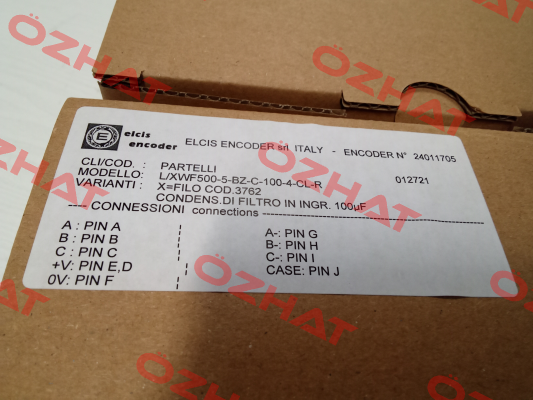 elcis encoder
ELCIS ENCODER srl ITALY - ENCODER N° 24011705
CLI/COD. : PARTELLI
MODELLO: L/XWF500-5-BZ-C-100-4-CL-R 012721
VARIANTI : X=FILO COD.3762
CONDENS.DI FILTRO IN INGR. 100µF
--- CONNESSIONI connections ---
A : PIN A
B : PIN B
C : PIN C
+V: PIN E,D
0V: PIN F
A-: PIN G
B-: PIN H
C-: PIN I
CASE: PIN J
ÖZHAT
ÖZHAT
ÖZHAT
ÖZHAT
ÖZHAT